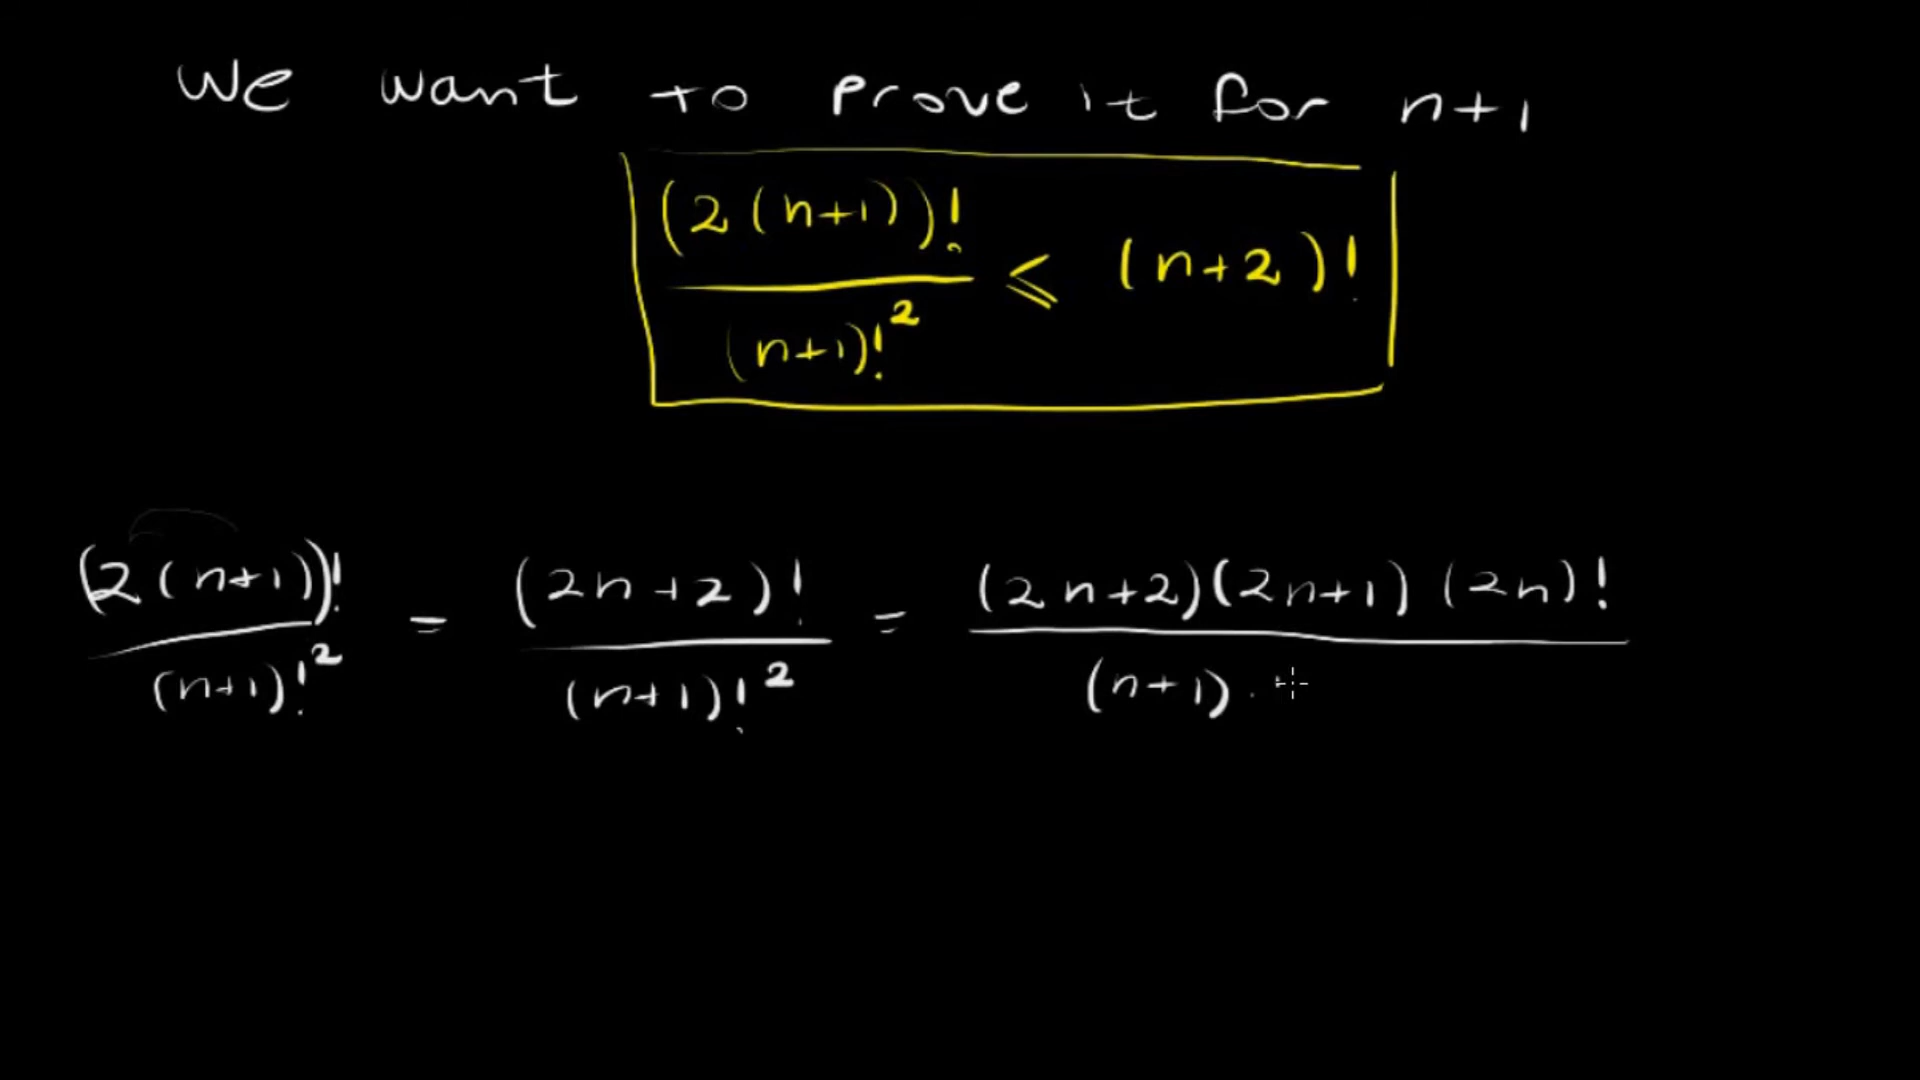 We want to prove it for n+1
(2(n+1))! / (n+1)!² ⩽ (n+2)!
(2(n+1))! / (n+1)!² = (2n+2)! / (n+1)!² = (2n+2)(2n+1)(2n)! / (n+1) ·